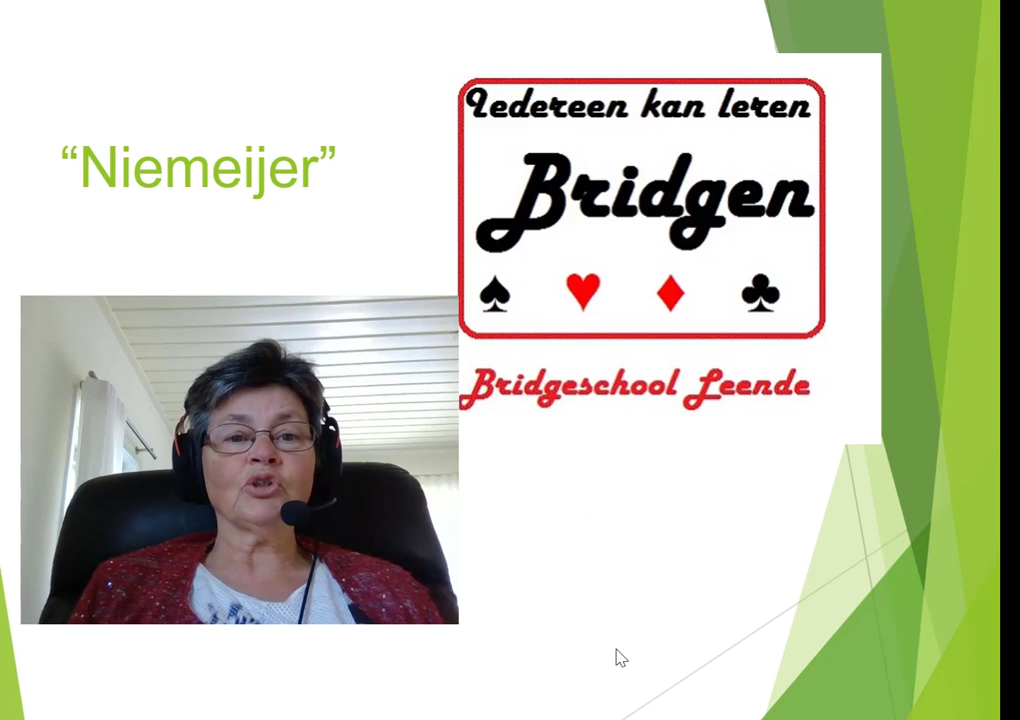 “Niemeijer”
Iedereen kan leren
Bridgen
♠ ♥ ♦ ♣
Bridgeschool Leende